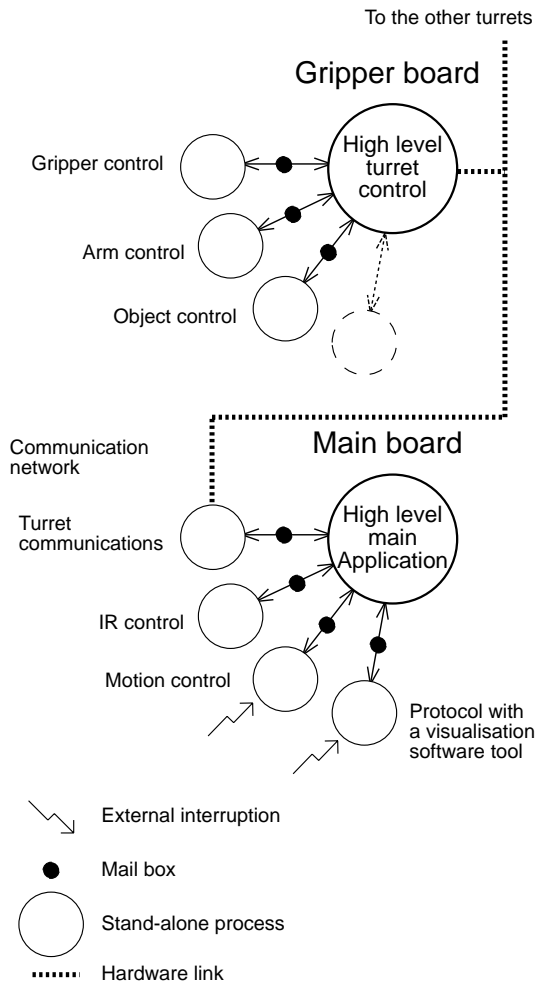 To the other turrets
Gripper board
High level
turret
control
Gripper control
Arm control
Object control
Communication
network
Main board
High level
main
Application
Turret
communications
IR control
Motion control
Protocol with
a visualisation
software tool
External interruption
Mail box
Stand-alone process
Hardware link